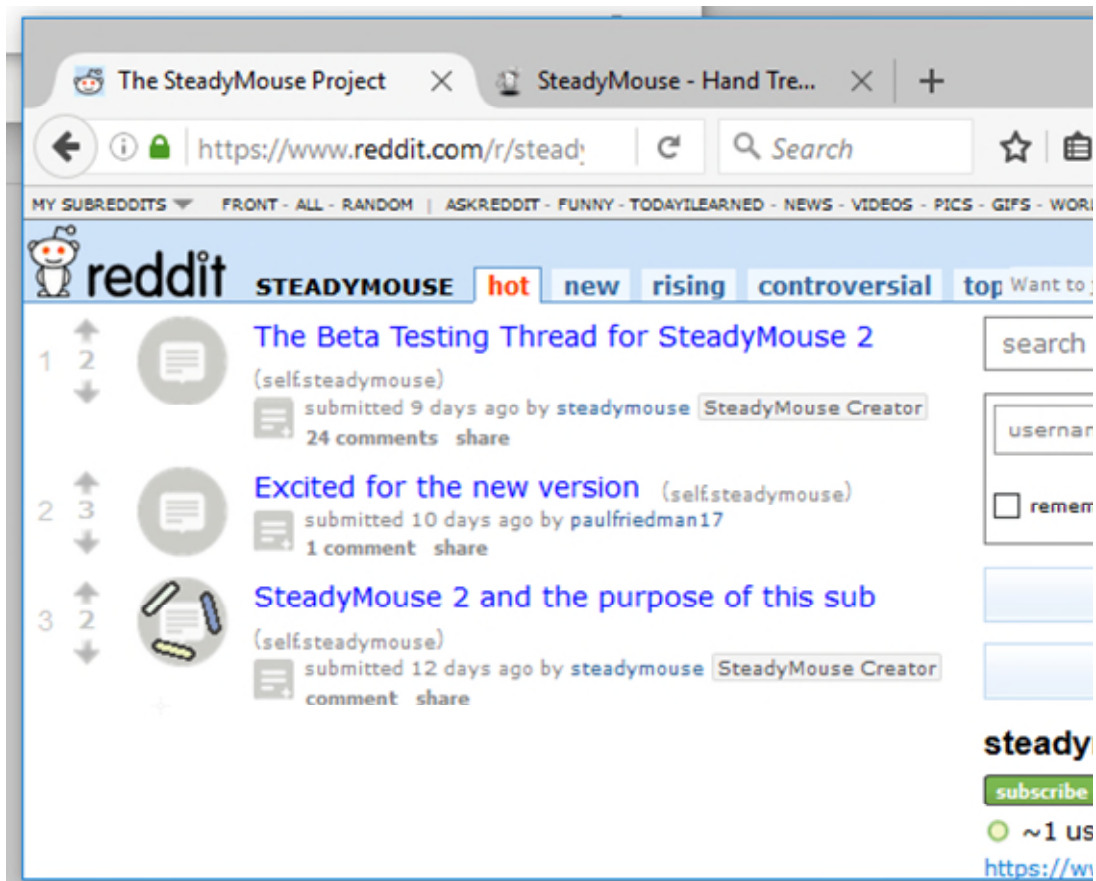 The SteadyMouse Project
SteadyMouse - Hand Tre...
https://www.reddit.com/r/stead
Search
MY SUBREDDITS FRONT - ALL - RANDOM | ASKREDDIT - FUNNY - TODAYILEARNED - NEWS - VIDEOS - PICS - GIFS - WORL
reddit STEADYMOUSE hot new rising controversial top Want to
1 2 The Beta Testing Thread for SteadyMouse 2
(self.steadymouse)
submitted 9 days ago by steadymouse SteadyMouse Creator
24 comments share
2 3 Excited for the new version (self.steadymouse)
submitted 10 days ago by paulfriedman17
1 comment share
3 2 SteadyMouse 2 and the purpose of this sub
(self.steadymouse)
submitted 12 days ago by steadymouse SteadyMouse Creator
comment share
search
usernam
remem
steady
subscribe
~1 us
https://w